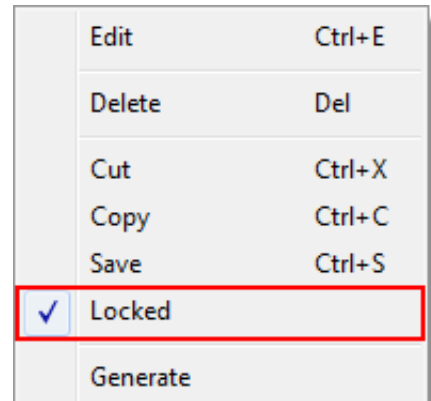 Edit Ctrl+E
Delete Del
Cut Ctrl+X
Copy Ctrl+C
Save Ctrl+S
Locked
Generate